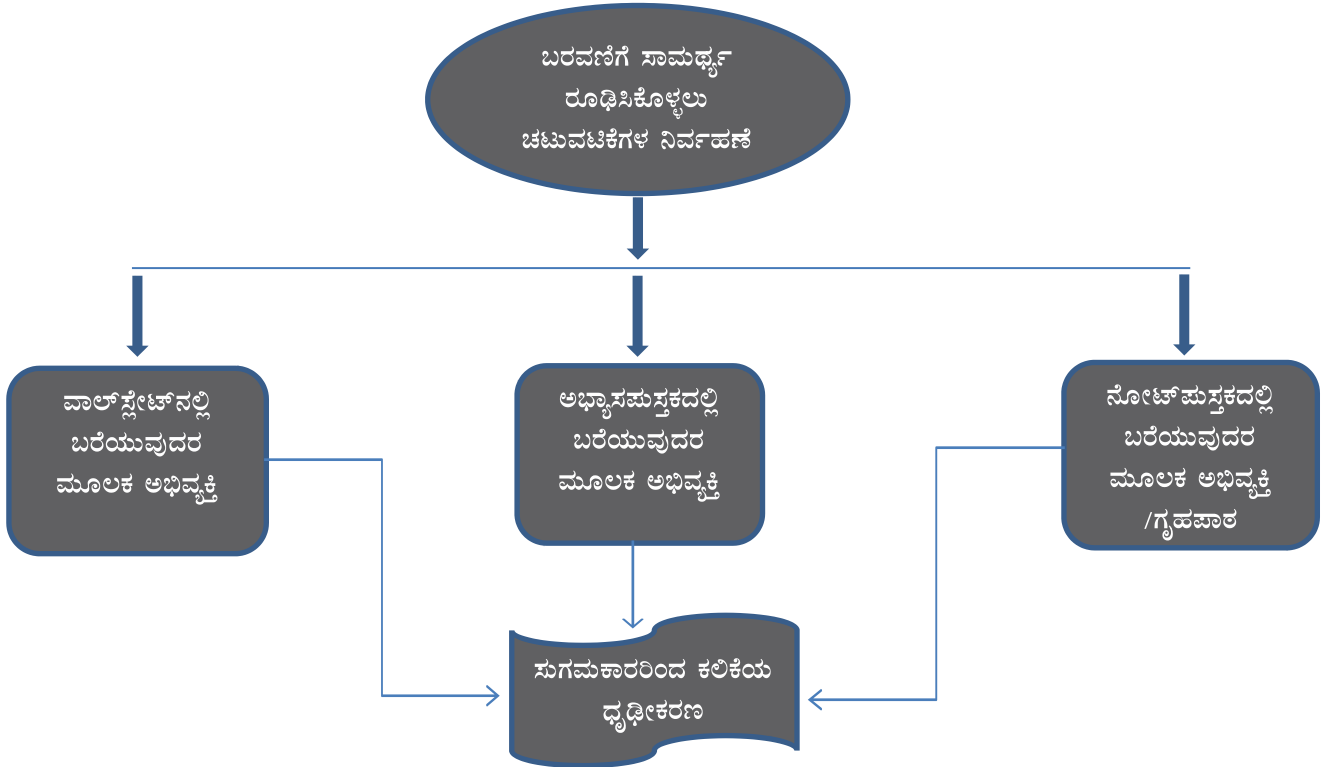 ಬರವಣಿಗೆ ಸಾಮರ್ಥ್ಯ
ರೂಢಿಸಿಕೊಳ್ಳಲು
ಚಟುವಟಿಕೆಗಳ ನಿರ್ವಹಣೆ
ವಾಲ್‌ಸ್ಲೇಟ್‌ನಲ್ಲಿ
ಬರೆಯುವುದರ
ಮೂಲಕ ಅಭಿವ್ಯಕ್ತಿ
ಅಭ್ಯಾಸಪುಸ್ತಕದಲ್ಲಿ
ಬರೆಯುವುದರ
ಮೂಲಕ ಅಭಿವ್ಯಕ್ತಿ
ನೋಟ್‌ಪುಸ್ತಕದಲ್ಲಿ
ಬರೆಯುವುದರ
ಮೂಲಕ ಅಭಿವ್ಯಕ್ತಿ
/ಗೃಹಪಾಠ
ಸುಗಮಕಾರರಿಂದ ಕಲಿಕೆಯ
ಧೃಢೀಕರಣ